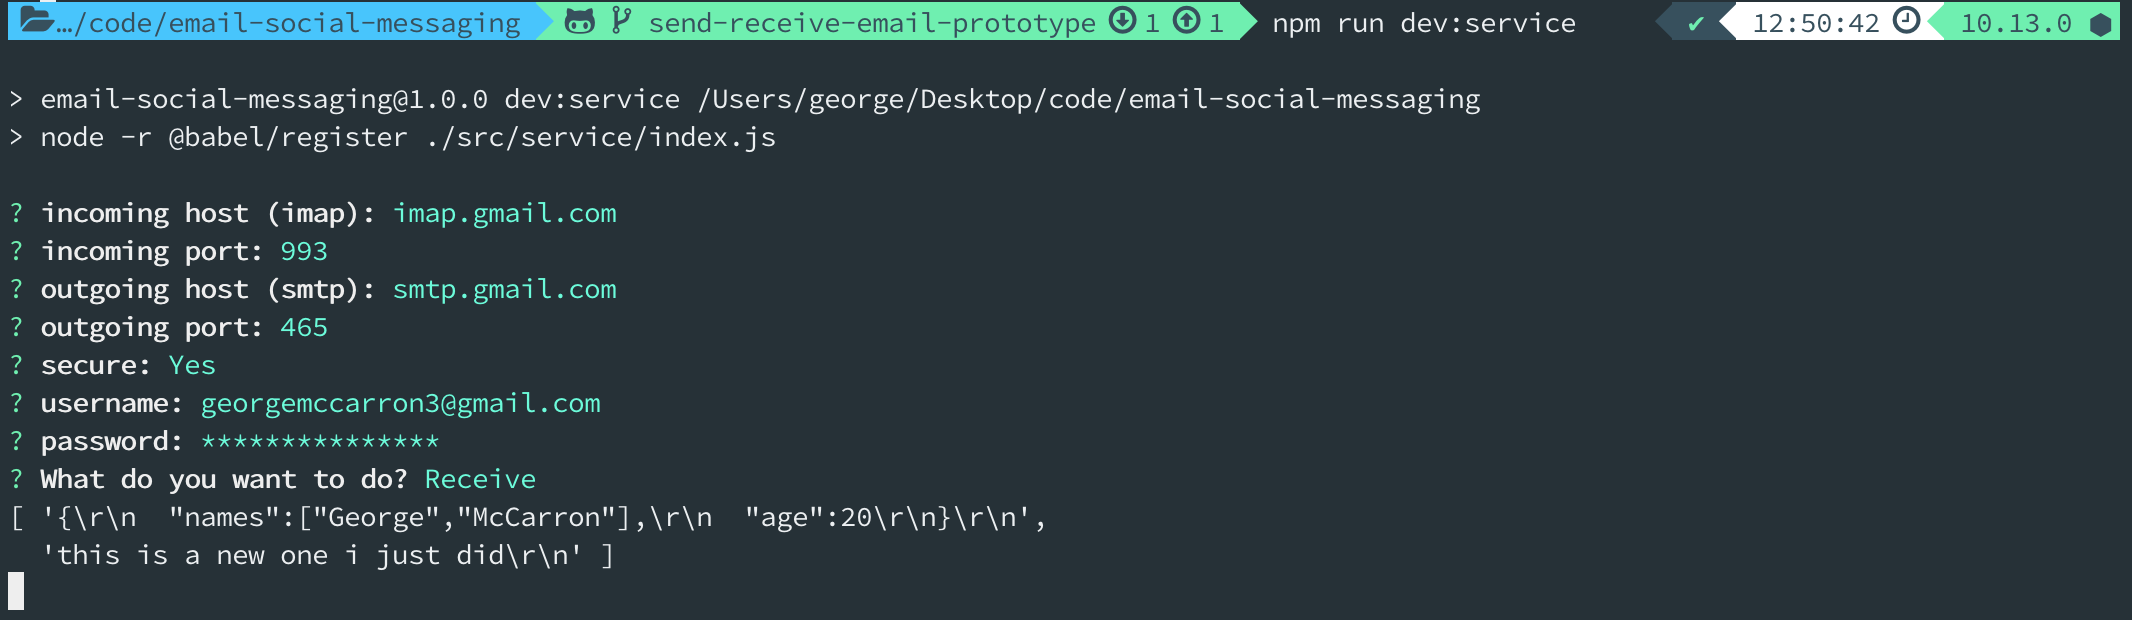 …/code/email-social-messaging send-receive-email-prototype 1 1 npm run dev:service ✔ 12:50:42 10.13.0
> email-social-messaging@1.0.0 dev:service /Users/george/Desktop/code/email-social-messaging
> node -r @babel/register ./src/service/index.js
? incoming host (imap): imap.gmail.com
? incoming port: 993
? outgoing host (smtp): smtp.gmail.com
? outgoing port: 465
? secure: Yes
? username: georgemccarron3@gmail.com
? password: ***************
? What do you want to do? Receive
[ '{\r\n  "names":["George","McCarron"],\r\n  "age":20\r\n}\r\n',
  'this is a new one i just did\r\n' ]